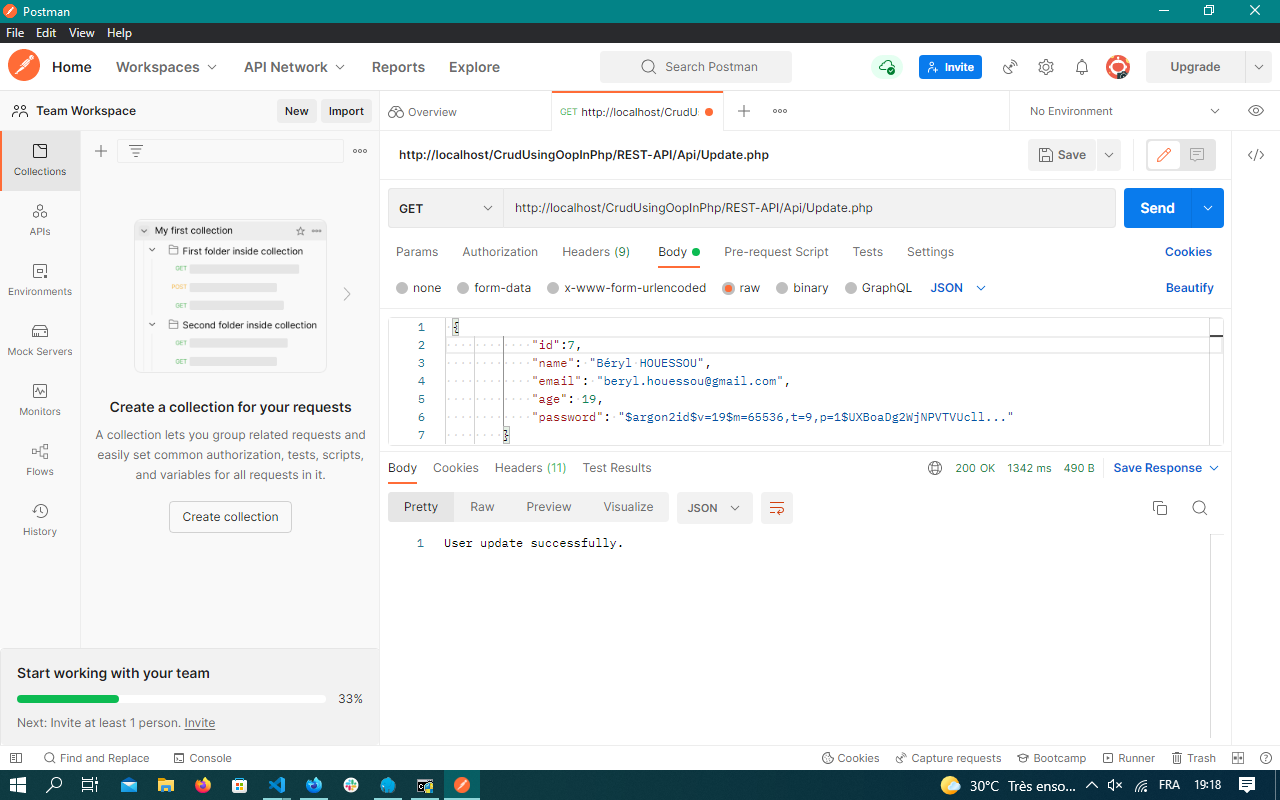 Postman
File Edit View Help
Home Workspaces API Network Reports Explore Search Postman Invite Upgrade
Team Workspace New Import Overview GET http://localhost/CrudU No Environment
Collections
APIs
Environments
Mock Servers
Monitors
Flows
History
My first collection
First folder inside collection
GET
POST
GET
Second folder inside collection
GET
GET
Create a collection for your requests
A collection lets you group related requests and
easily set common authorization, tests, scripts,
and variables for all requests in it.
Create collection
Start working with your team
33%
Next: Invite at least 1 person. Invite
http://localhost/CrudUsingOopInPhp/REST-API/Api/Update.php Save
GET http://localhost/CrudUsingOopInPhp/REST-API/Api/Update.php Send
Params Authorization Headers (9) Body Pre-request Script Tests Settings Cookies
none form-data x-www-form-urlencoded raw binary GraphQL JSON Beautify
1 {
2 "id":7,
3 "name": "Béryl HOUESSOU",
4 "email": "beryl.houessou@gmail.com",
5 "age": 19,
6 "password": "$argon2id$v=19$m=65536,t=9,p=1$UXBoaDg2WjNPVTVUcll..."
7 }
Body Cookies Headers (11) Test Results 200 OK 1342 ms 490 B Save Response
Pretty Raw Preview Visualize JSON
1 User update successfully.
Find and Replace Console Cookies Capture requests Bootcamp Runner Trash
30°C Très enso... FRA 19:18